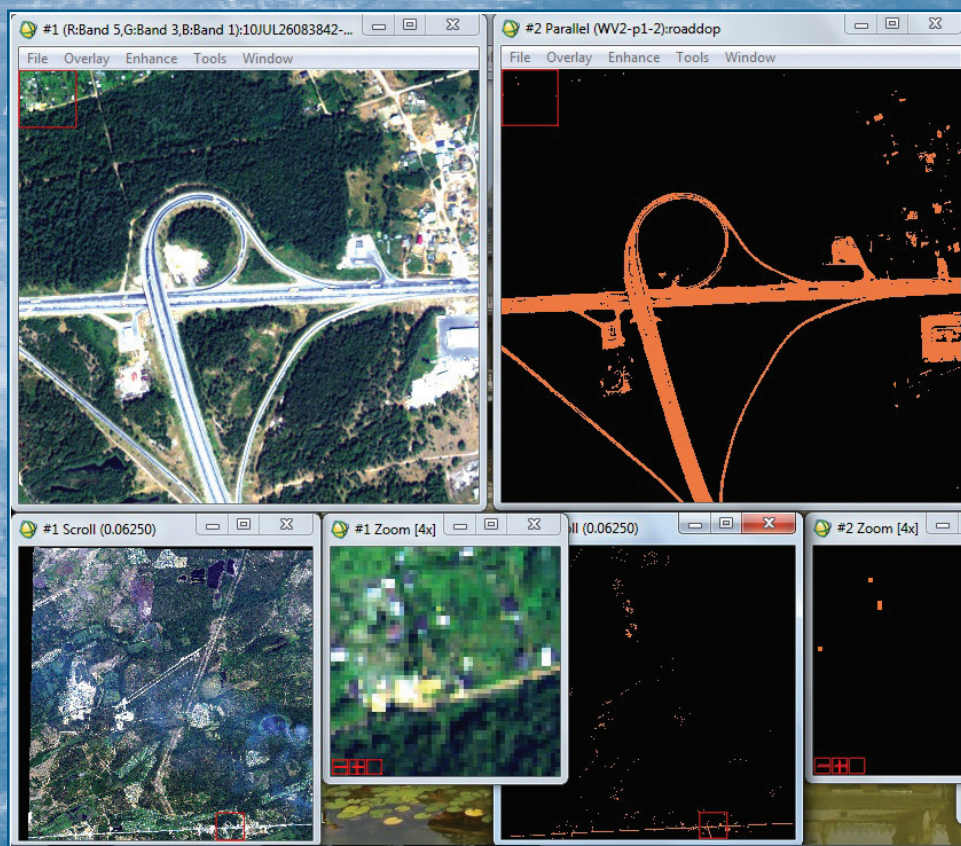 #1 (R:Band 5,G:Band 3,B:Band 1):10JUL26083842-...
File Overlay Enhance Tools Window
#2 Parallel (WV2-p1-2):roaddop
File Overlay Enhance Tools Window
#1 Scroll (0.06250)
#1 Zoom [4x]
oll (0.06250)
#2 Zoom [4x]